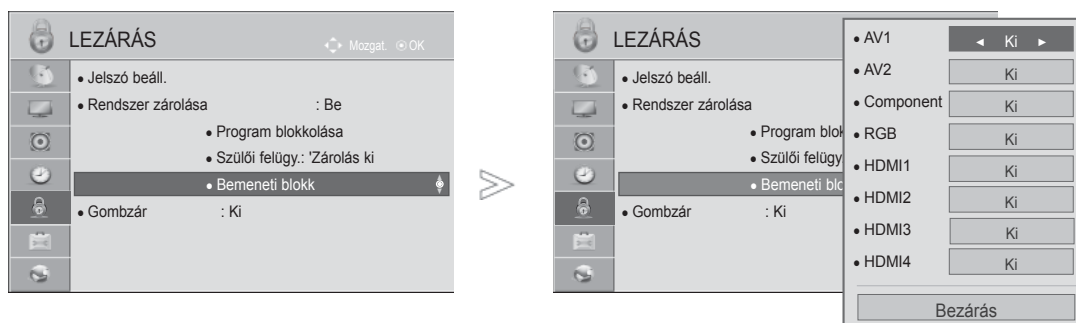 LEZÁRÁS
Mozgat. OK
• Jelszó beáll.
• Rendszer zárolása : Be
• Program blokkolása
• Szülői felügy.: 'Zárolás ki
• Bemeneti blokk
• Gombzár : Ki
LEZÁRÁS
• Jelszó beáll.
• Rendszer zárolása
• Program blok
• Szülői felügy
• Bemeneti bloc
• Gombzár : Ki
• AV1 ◄ Ki ►
• AV2 Ki
• Component Ki
• RGB Ki
• HDMI1 Ki
• HDMI2 Ki
• HDMI3 Ki
• HDMI4 Ki
Bezárás